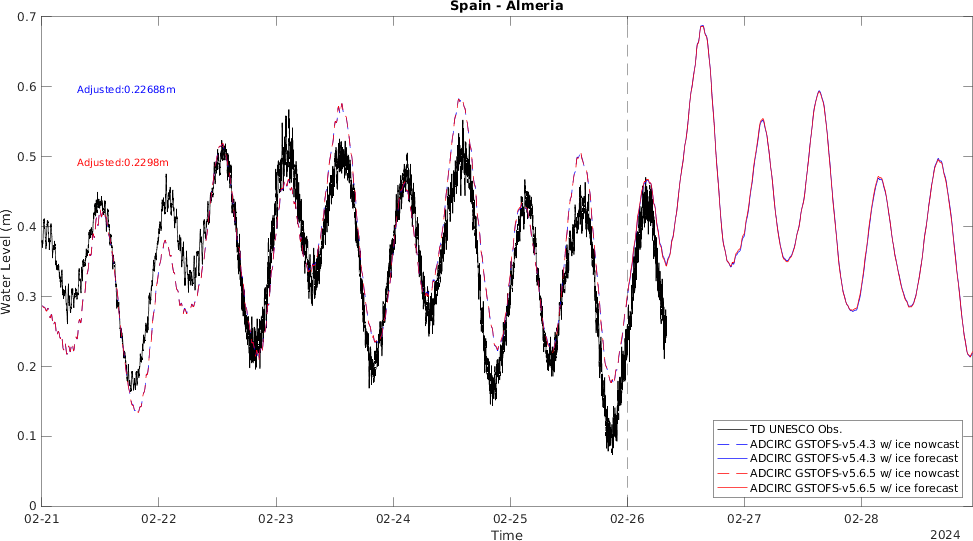 Spain - Almeria
0.7
0.6
0.5
0.4
0.3
0.2
0.1
0
Water Level (m)
Adjusted:0.22688m
Adjusted:0.2298m
TD UNESCO Obs.
ADCIRC GSTOFS-v5.4.3 w/ ice nowcast
ADCIRC GSTOFS-v5.4.3 w/ ice forecast
ADCIRC GSTOFS-v5.6.5 w/ ice nowcast
ADCIRC GSTOFS-v5.6.5 w/ ice forecast
02-21 02-22 02-23 02-24 02-25 02-26 02-27 02-28
Time
2024